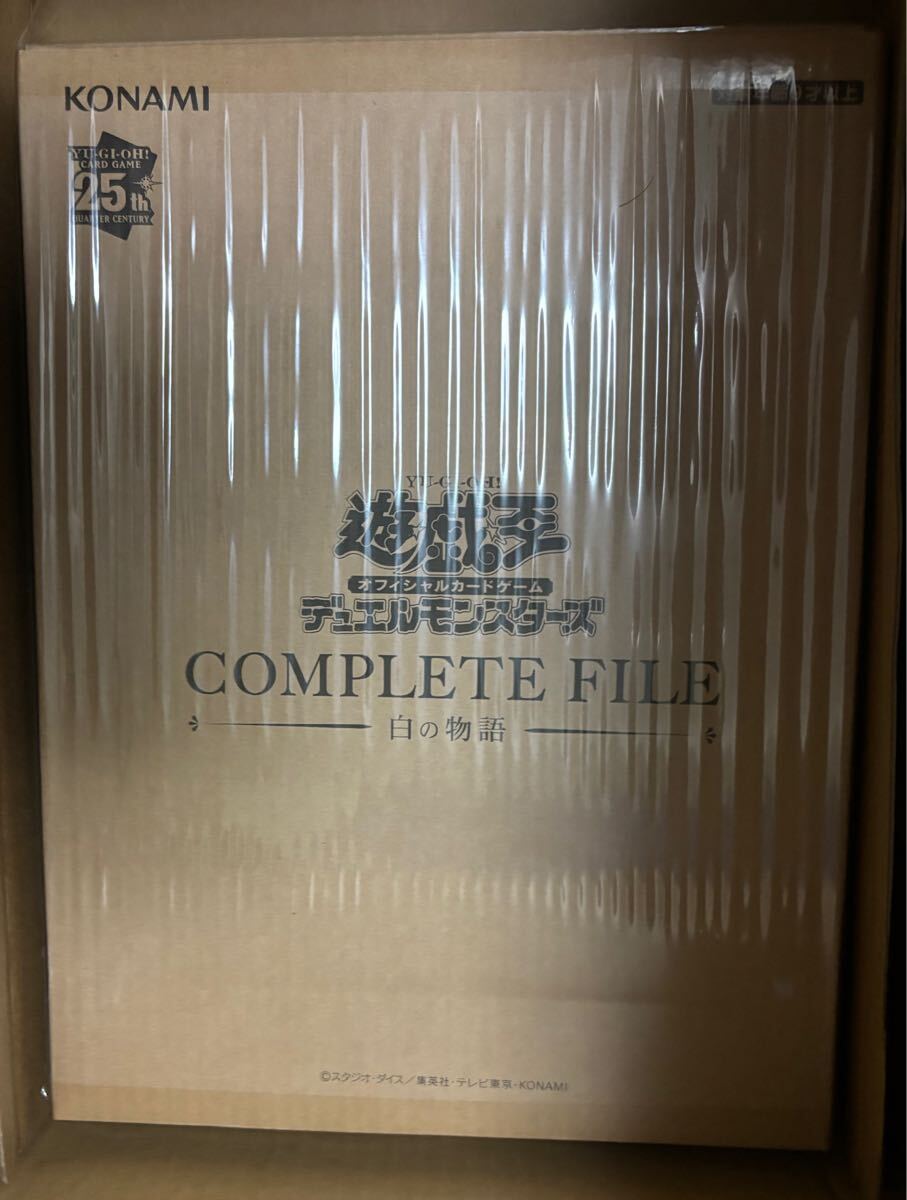 KONAMI
YU-GI-OH!
CARD GAME
25th
QUARTER CENTURY
YU-GI-OH!
遊戯王
オフィシャルカードゲーム
デュエルモンスターズ
COMPLETE FILE
白の物語
©スタジオ・ダイス/集英社・テレビ東京・KONAMI